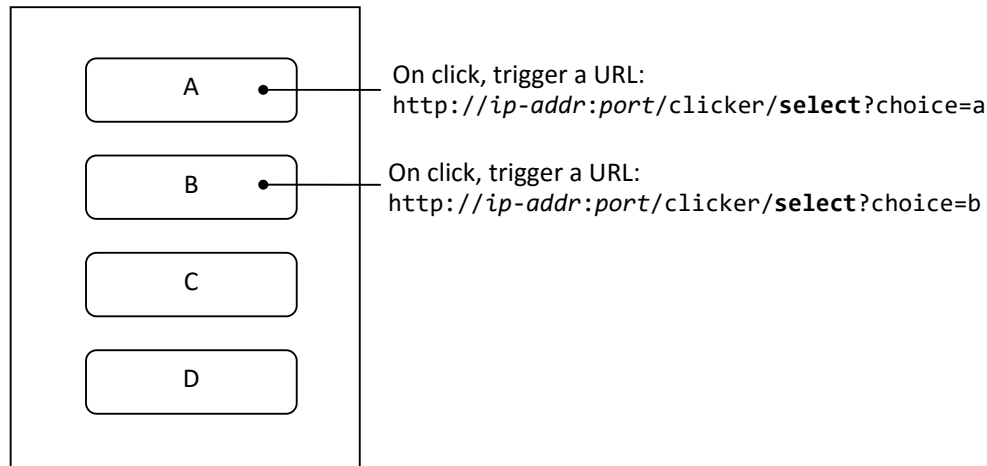 A
On click, trigger a URL:
http://ip-addr:port/clicker/select?choice=a
B
On click, trigger a URL:
http://ip-addr:port/clicker/select?choice=b
C
D